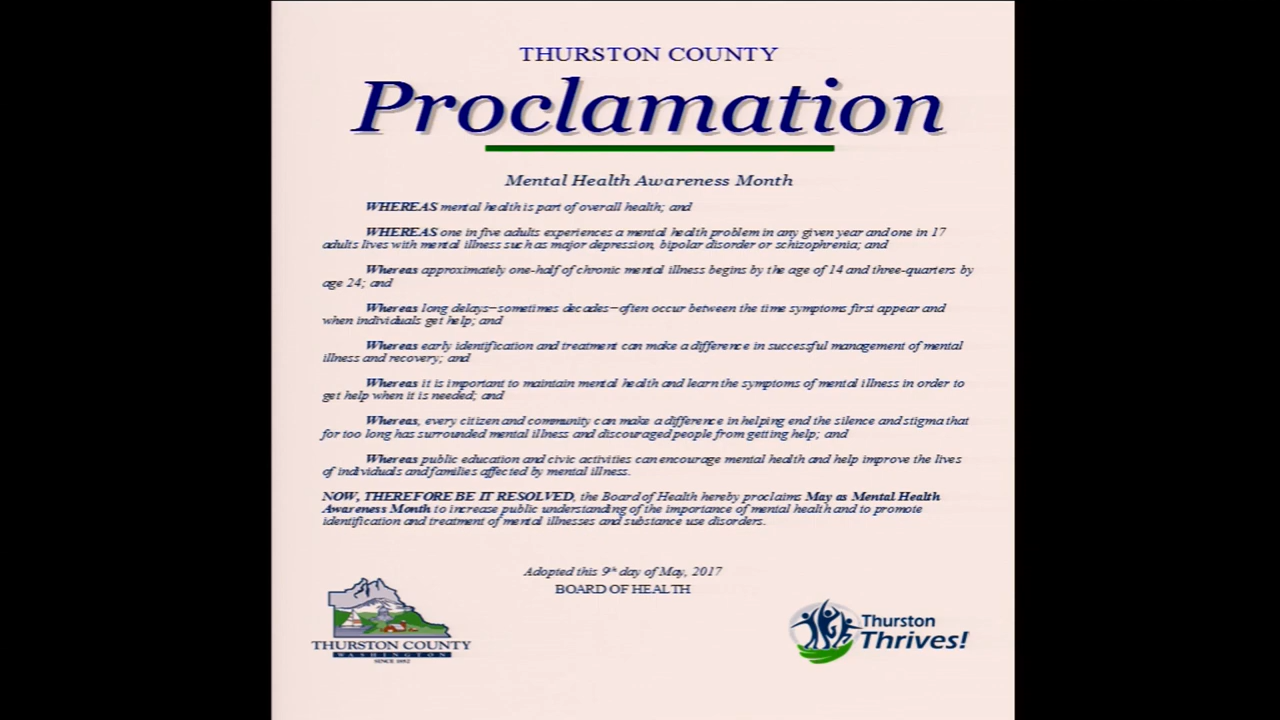 THURSTON COUNTY
Proclamation
Mental Health Awareness Month
WHEREAS mental health is part of overall health; and
WHEREAS one in five adults experiences a mental health problem in any given year and one in 17
adults lives with mental illness such as major depression, bipolar disorder or schizophrenia; and
Whereas approximately one-half of chronic mental illness begins by the age of 14 and three-quarters by
age 24; and
Whereas long delays–sometimes decades–often occur between the time symptoms first appear and
when individuals get help; and
Whereas early identification and treatment can make a difference in successful management of mental
illness and recovery; and
Whereas it is important to maintain mental health and learn the symptoms of mental illness in order to
get help when it is needed; and
Whereas, every citizen and community can make a difference in helping end the silence and stigma that
for too long has surrounded mental illness and discouraged people from getting help; and
Whereas public education and civic activities can encourage mental health and help improve the lives
of individuals and families affected by mental illness.
NOW, THEREFORE BE IT RESOLVED, the Board of Health hereby proclaims May as Mental Health
Awareness Month to increase public understanding of the importance of mental health and to promote
identification and treatment of mental illnesses and substance use disorders.
Adopted this 9th day of May, 2017
BOARD OF HEALTH
THURSTON COUNTY
WASHINGTON
SINCE 1852
Thurston
Thrives!